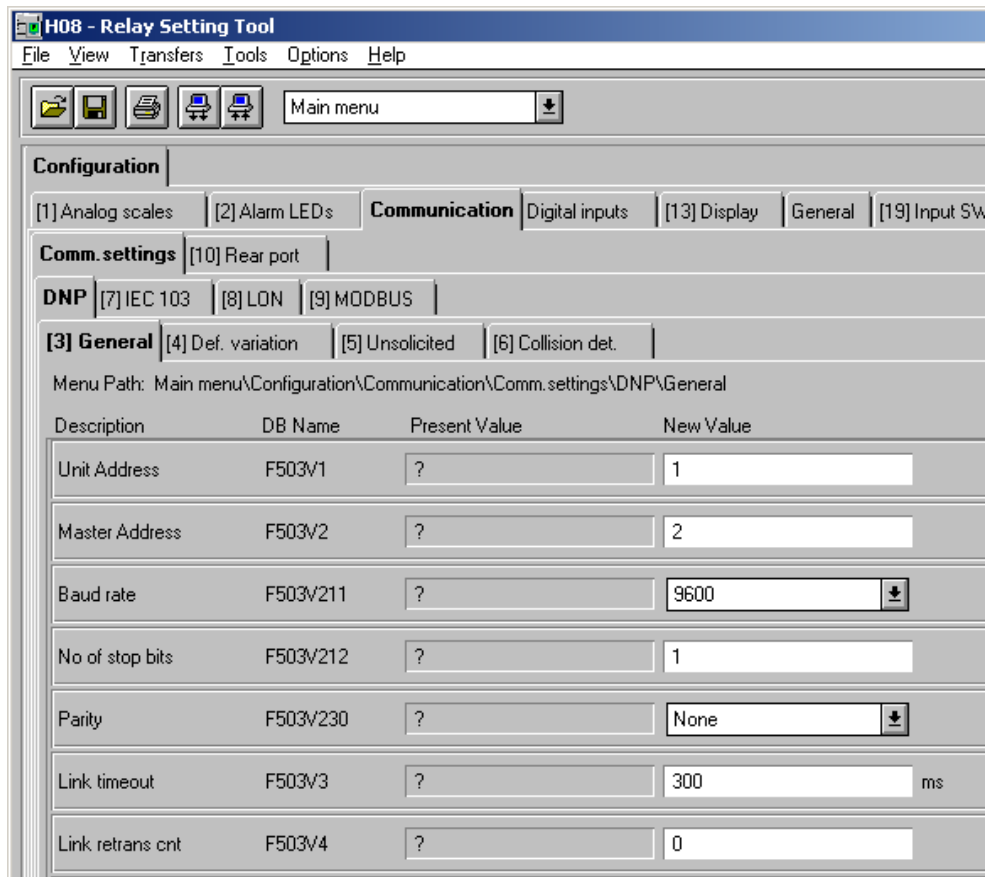 H08 - Relay Setting Tool
File View Transfers Tools Options Help
Main menu
Configuration
[1] Analog scales [2] Alarm LEDs Communication Digital inputs [13] Display General [19] Input SW
Comm.settings [10] Rear port
DNP [7] IEC 103 [8] LON [9] MODBUS
[3] General [4] Def. variation [5] Unsolicited [6] Collision det.
Menu Path: Main menu\Configuration\Communication\Comm.settings\DNP\General
Description DB Name Present Value New Value
Unit Address F503V1 ? 1
Master Address F503V2 ? 2
Baud rate F503V211 ? 9600
No of stop bits F503V212 ? 1
Parity F503V230 ? None
Link timeout F503V3 ? 300 ms
Link retrans cnt F503V4 ? 0